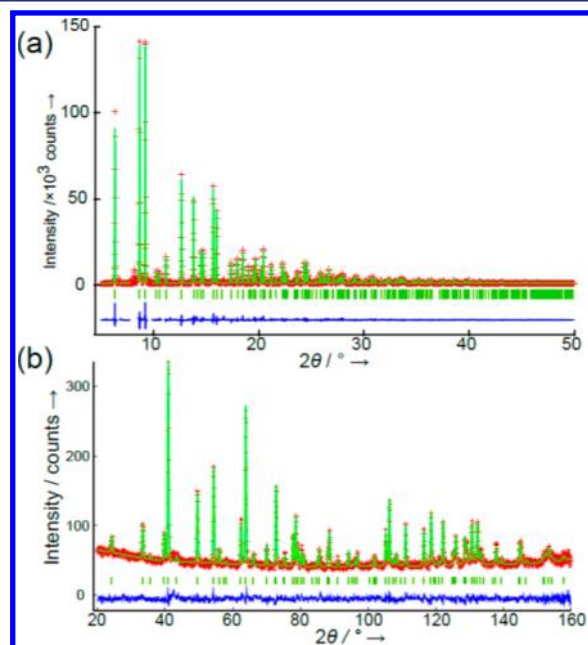 (a)
150
100
50
0
Intensity /×10³ counts →
10 20 30 40 50
2θ / ° →
(b)
300
200
100
0
Intensity / counts →
20 40 60 80 100 120 140 160
2θ / ° →